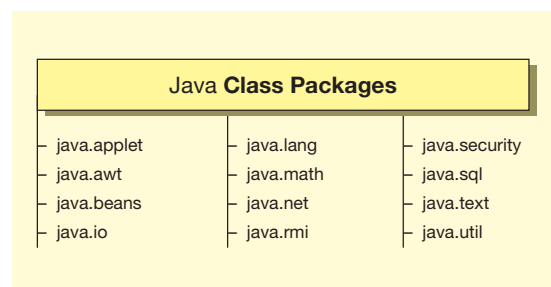 Java Class Packages
java.applet
java.awt
java.beans
java.io
java.lang
java.math
java.net
java.rmi
java.security
java.sql
java.text
java.util